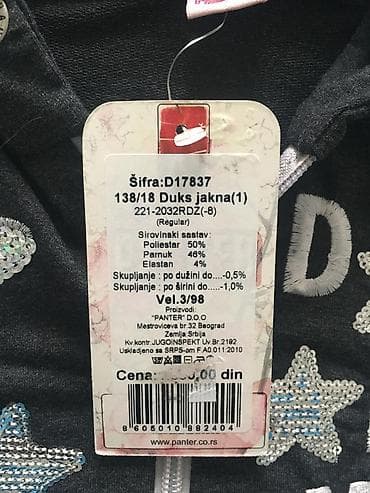 Šifra:D17837
138/18 Duks jakna(1)
221-2032RDZ(-8)
(Regular)
Sirovinski sastav:
Poliestar 50%
Pamuk 46%
Elastan 4%
Skupljanje : po dužini do....-0,5%
Skupljanje : po širini do....-1,0%
Vel.3/98
Proizvodi:
"PANTER" D.O.O
Mestroviceva br.32 Beograd
Zemlja Srbija
Kv.kontr.JUGOINSPEKT Uv.Br.2192
Uskladjeno sa SRPS-om F.A0.011:2010
Cena: 00 din
8605010882404
www.panter.co.rs
D